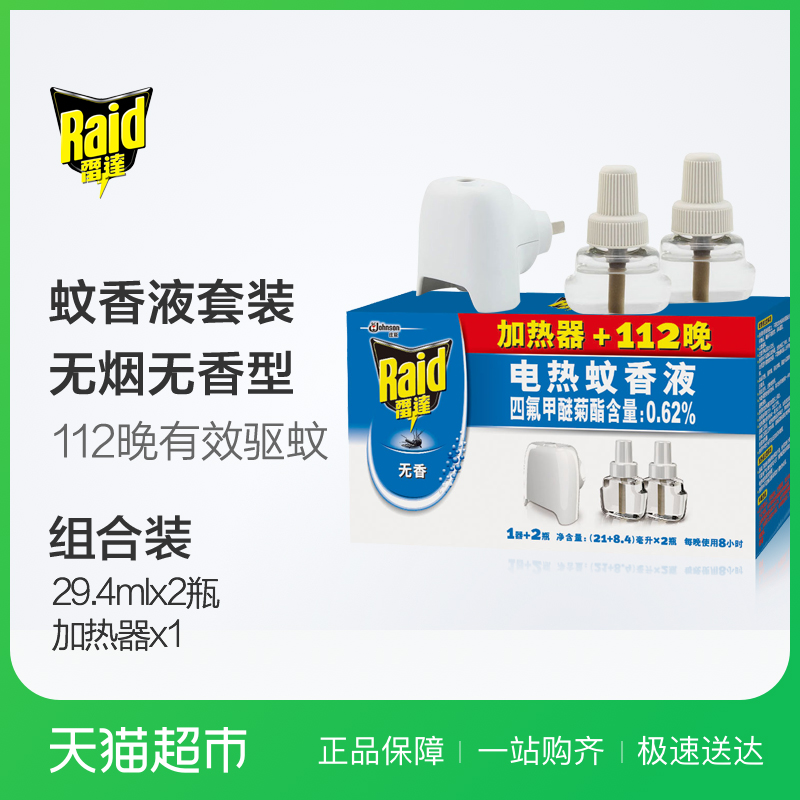 Raid
雷達
蚊香液套装
无烟无香型
112晚有效驱蚊
组合装
29.4mlx2瓶
加热器x1
Johnson
庄臣
加热器+112晚
Raid
雷達
无香
电热蚊香液
四氟甲醚菊酯含量:0.62%
1器+2瓶 净含量:(21+8.4)毫升×2瓶 每晚使用8小时
天猫超市
正品保障 | 一站购齐 | 极速送达